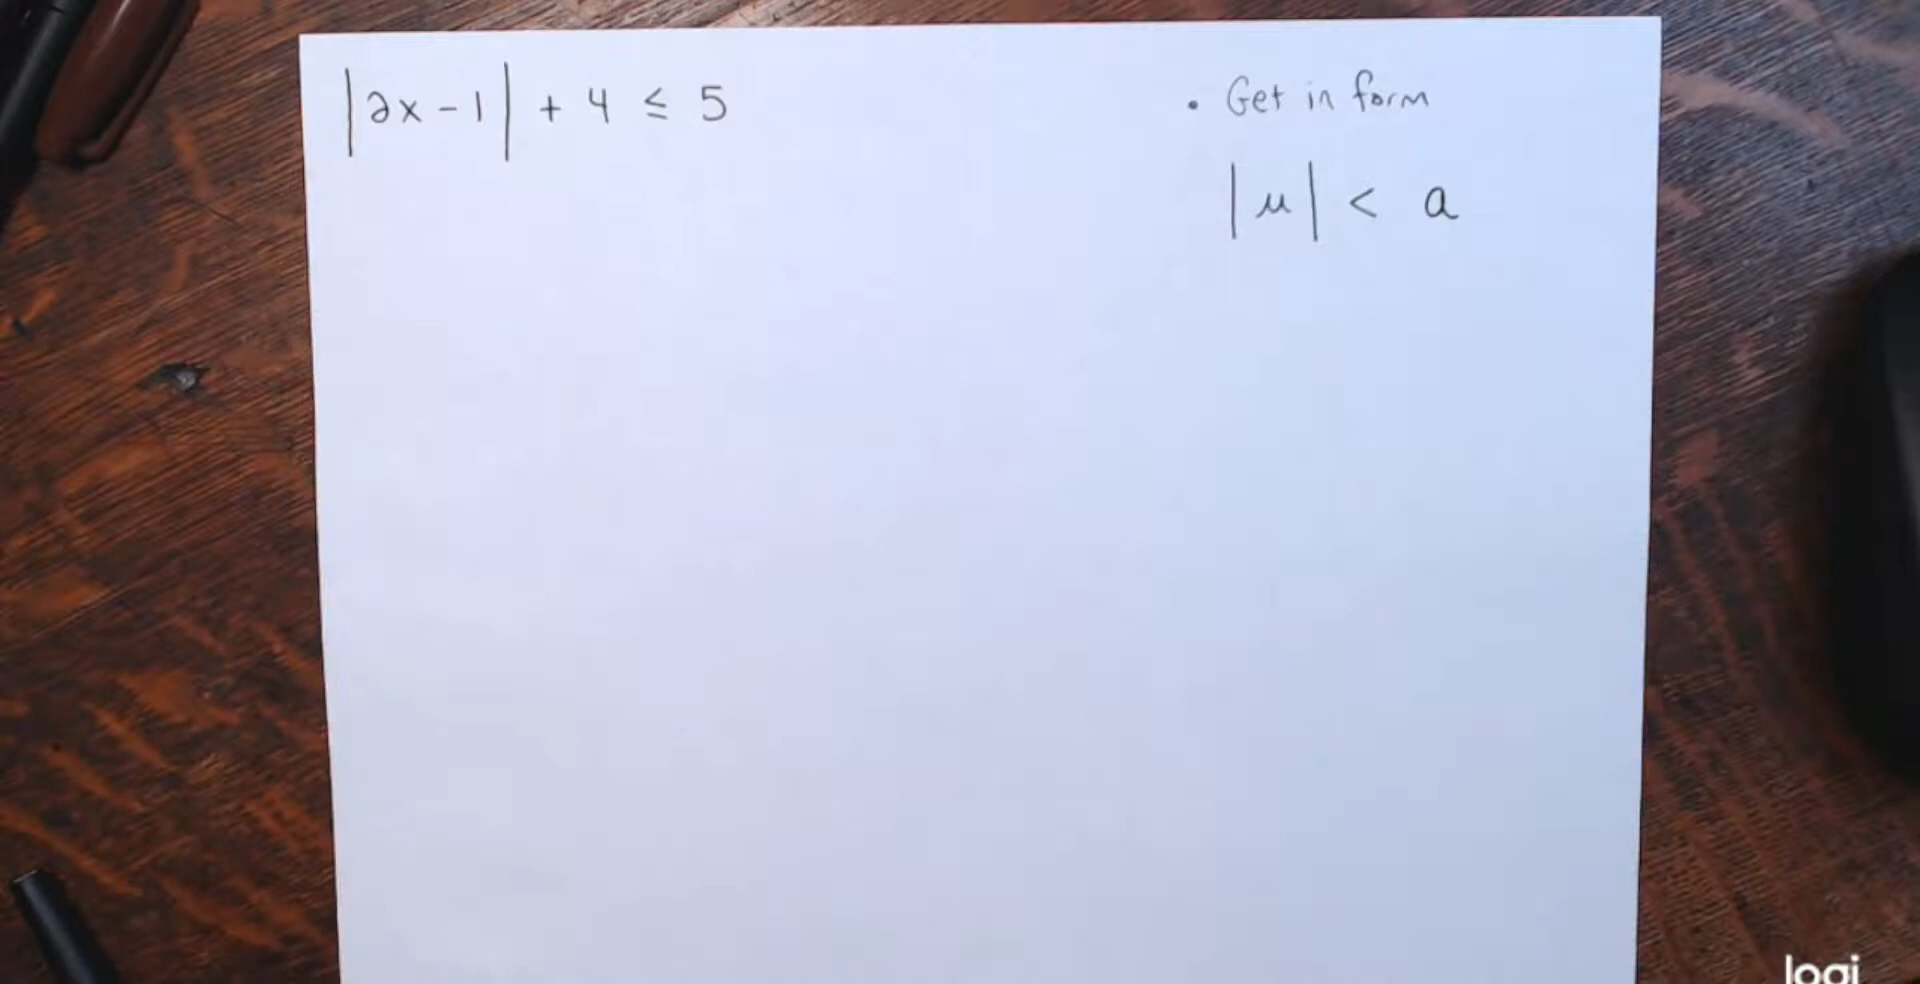 |2x - 1| + 4 ≤ 5
• Get in form
|u| < a
logi